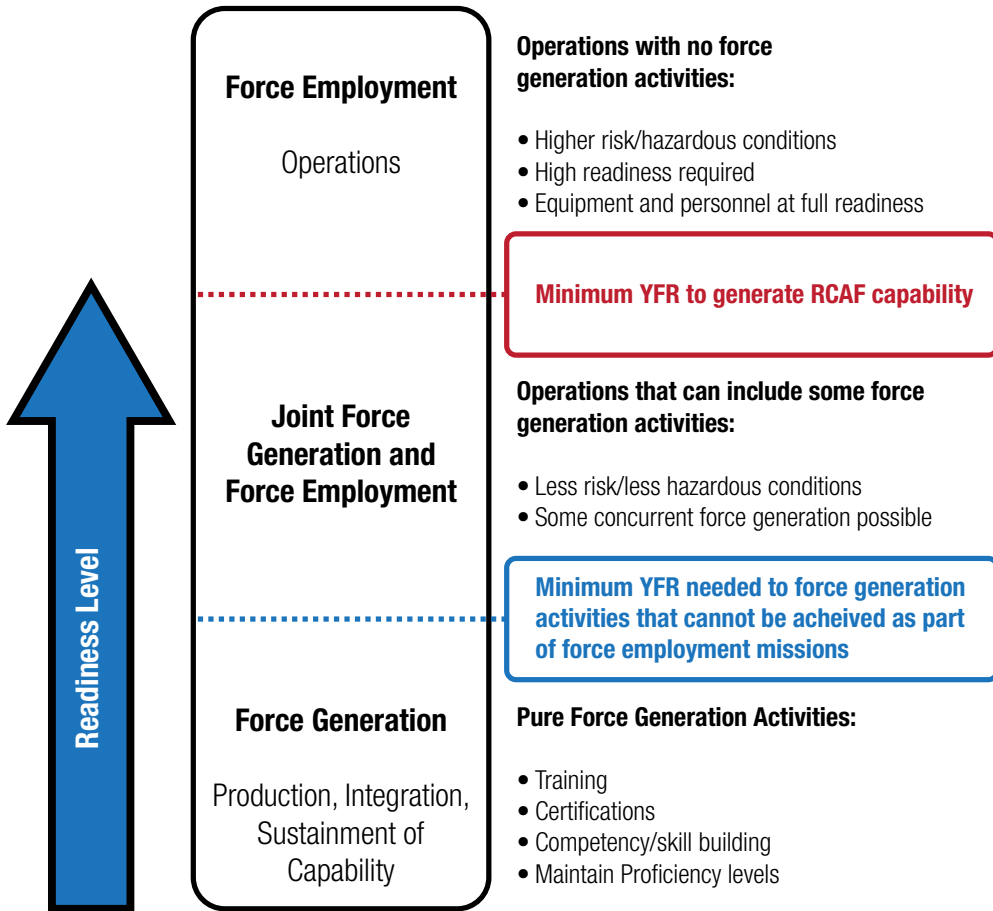 Readiness Level
Force Employment
Operations
Operations with no force
generation activities:
• Higher risk/hazardous conditions
• High readiness required
• Equipment and personnel at full readiness
Minimum YFR to generate RCAF capability
Joint Force
Generation and
Force Employment
Operations that can include some force
generation activities:
• Less risk/less hazardous conditions
• Some concurrent force generation possible
Minimum YFR needed to force generation
activities that cannot be acheived as part
of force employment missions
Force Generation
Production, Integration,
Sustainment of
Capability
Pure Force Generation Activities:
• Training
• Certifications
• Competency/skill building
• Maintain Proficiency levels